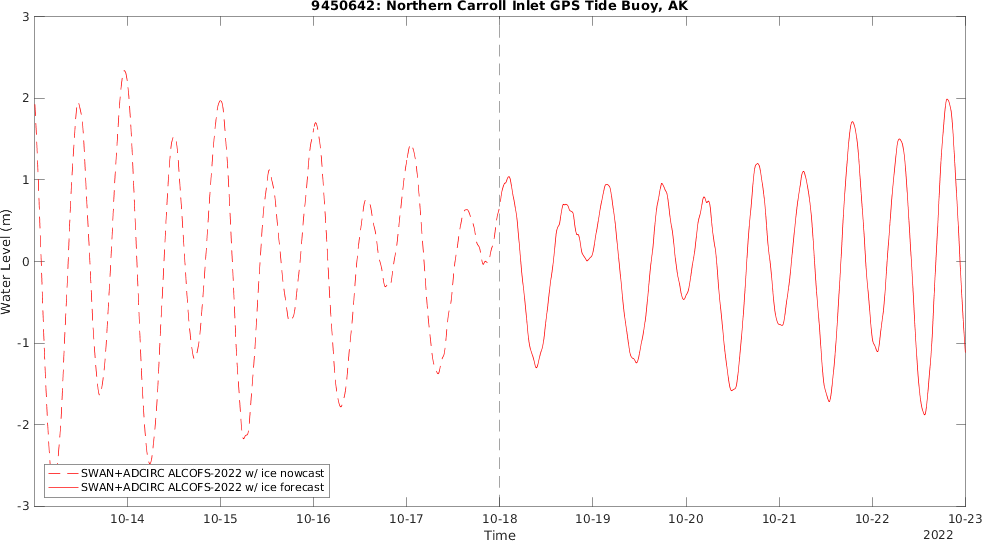 9450642: Northern Carroll Inlet GPS Tide Buoy, AK
3
2
1
0
-1
-2
-3
Water Level (m)
SWAN+ADCIRC ALCOFS-2022 w/ ice nowcast
SWAN+ADCIRC ALCOFS-2022 w/ ice forecast
10-14 10-15 10-16 10-17 10-18 10-19 10-20 10-21 10-22 10-23
Time
2022